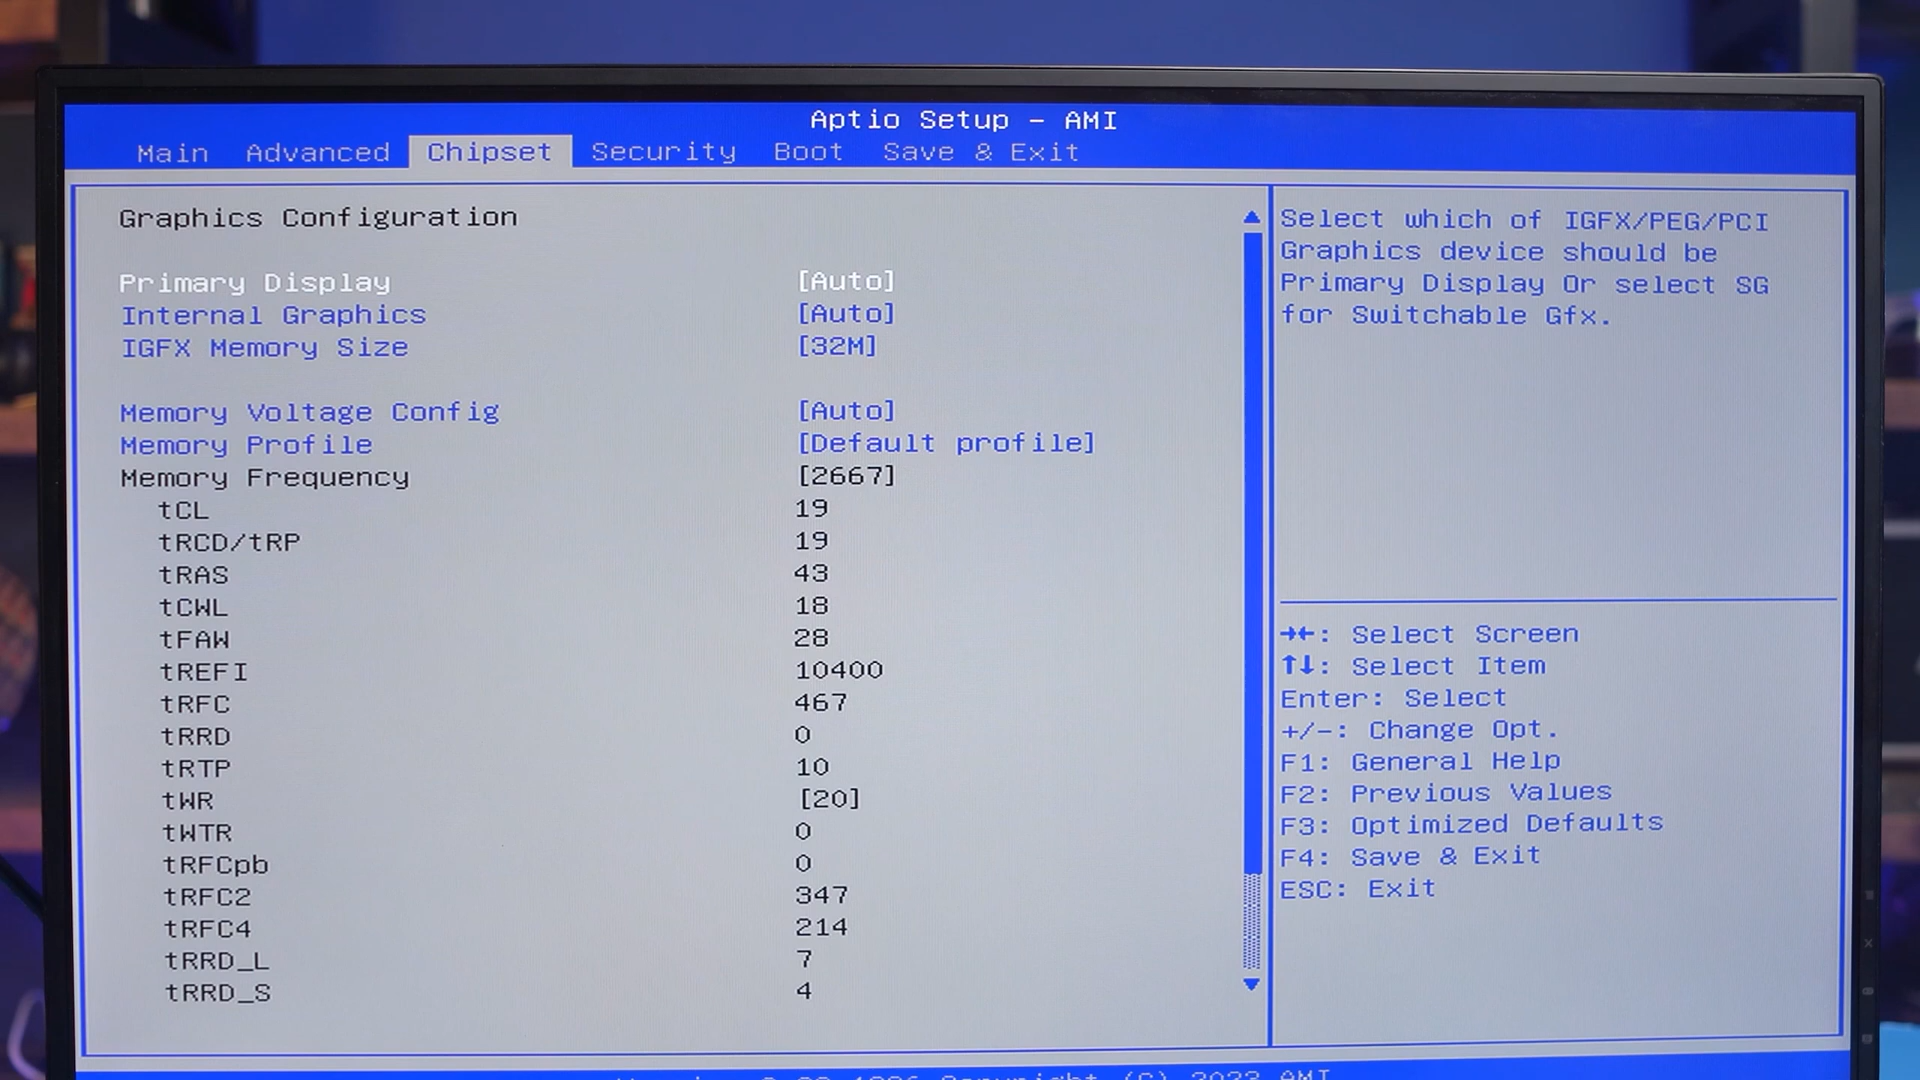 Aptio Setup - AMI
Main Advanced Chipset Security Boot Save & Exit
Graphics Configuration
Primary Display [Auto]
Internal Graphics [Auto]
IGFX Memory Size [32M]
Memory Voltage Config [Auto]
Memory Profile [Default profile]
Memory Frequency [2667]
tCL 19
tRCD/tRP 19
tRAS 43
tCWL 18
tFAW 28
tREFI 10400
tRFC 467
tRRD 0
tRTP 10
tWR [20]
tWTR 0
tRFCpb 0
tRFC2 347
tRFC4 214
tRRD_L 7
tRRD_S 4
Select which of IGFX/PEG/PCI
Graphics device should be
Primary Display Or select SG
for Switchable Gfx.
→←: Select Screen
↑↓: Select Item
Enter: Select
+/-: Change Opt.
F1: General Help
F2: Previous Values
F3: Optimized Defaults
F4: Save & Exit
ESC: Exit
Copyright (C) 2023 AMI